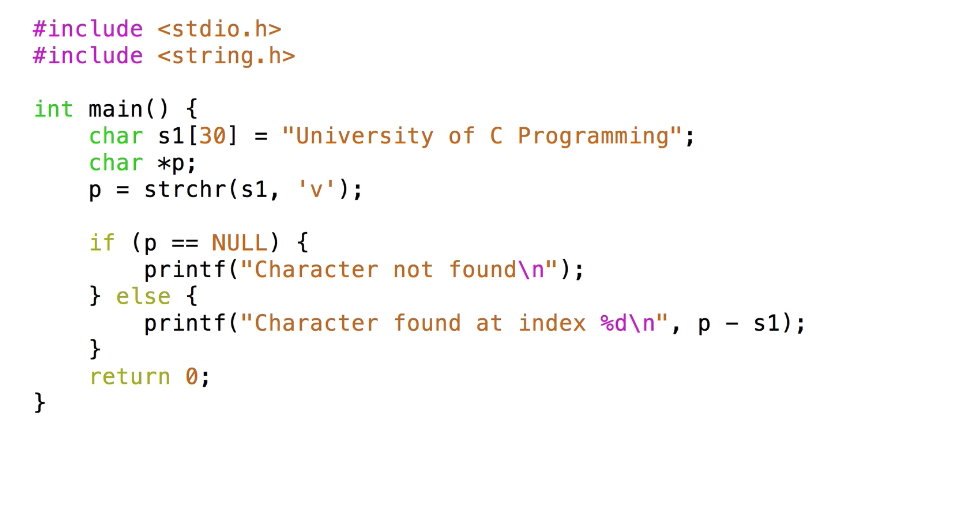 #include <stdio.h>
#include <string.h>

int main() {
    char s1[30] = "University of C Programming";
    char *p;
    p = strchr(s1, 'v');

    if (p == NULL) {
        printf("Character not found\n");
    } else {
        printf("Character found at index %d\n", p - s1);
    }
    return 0;
}